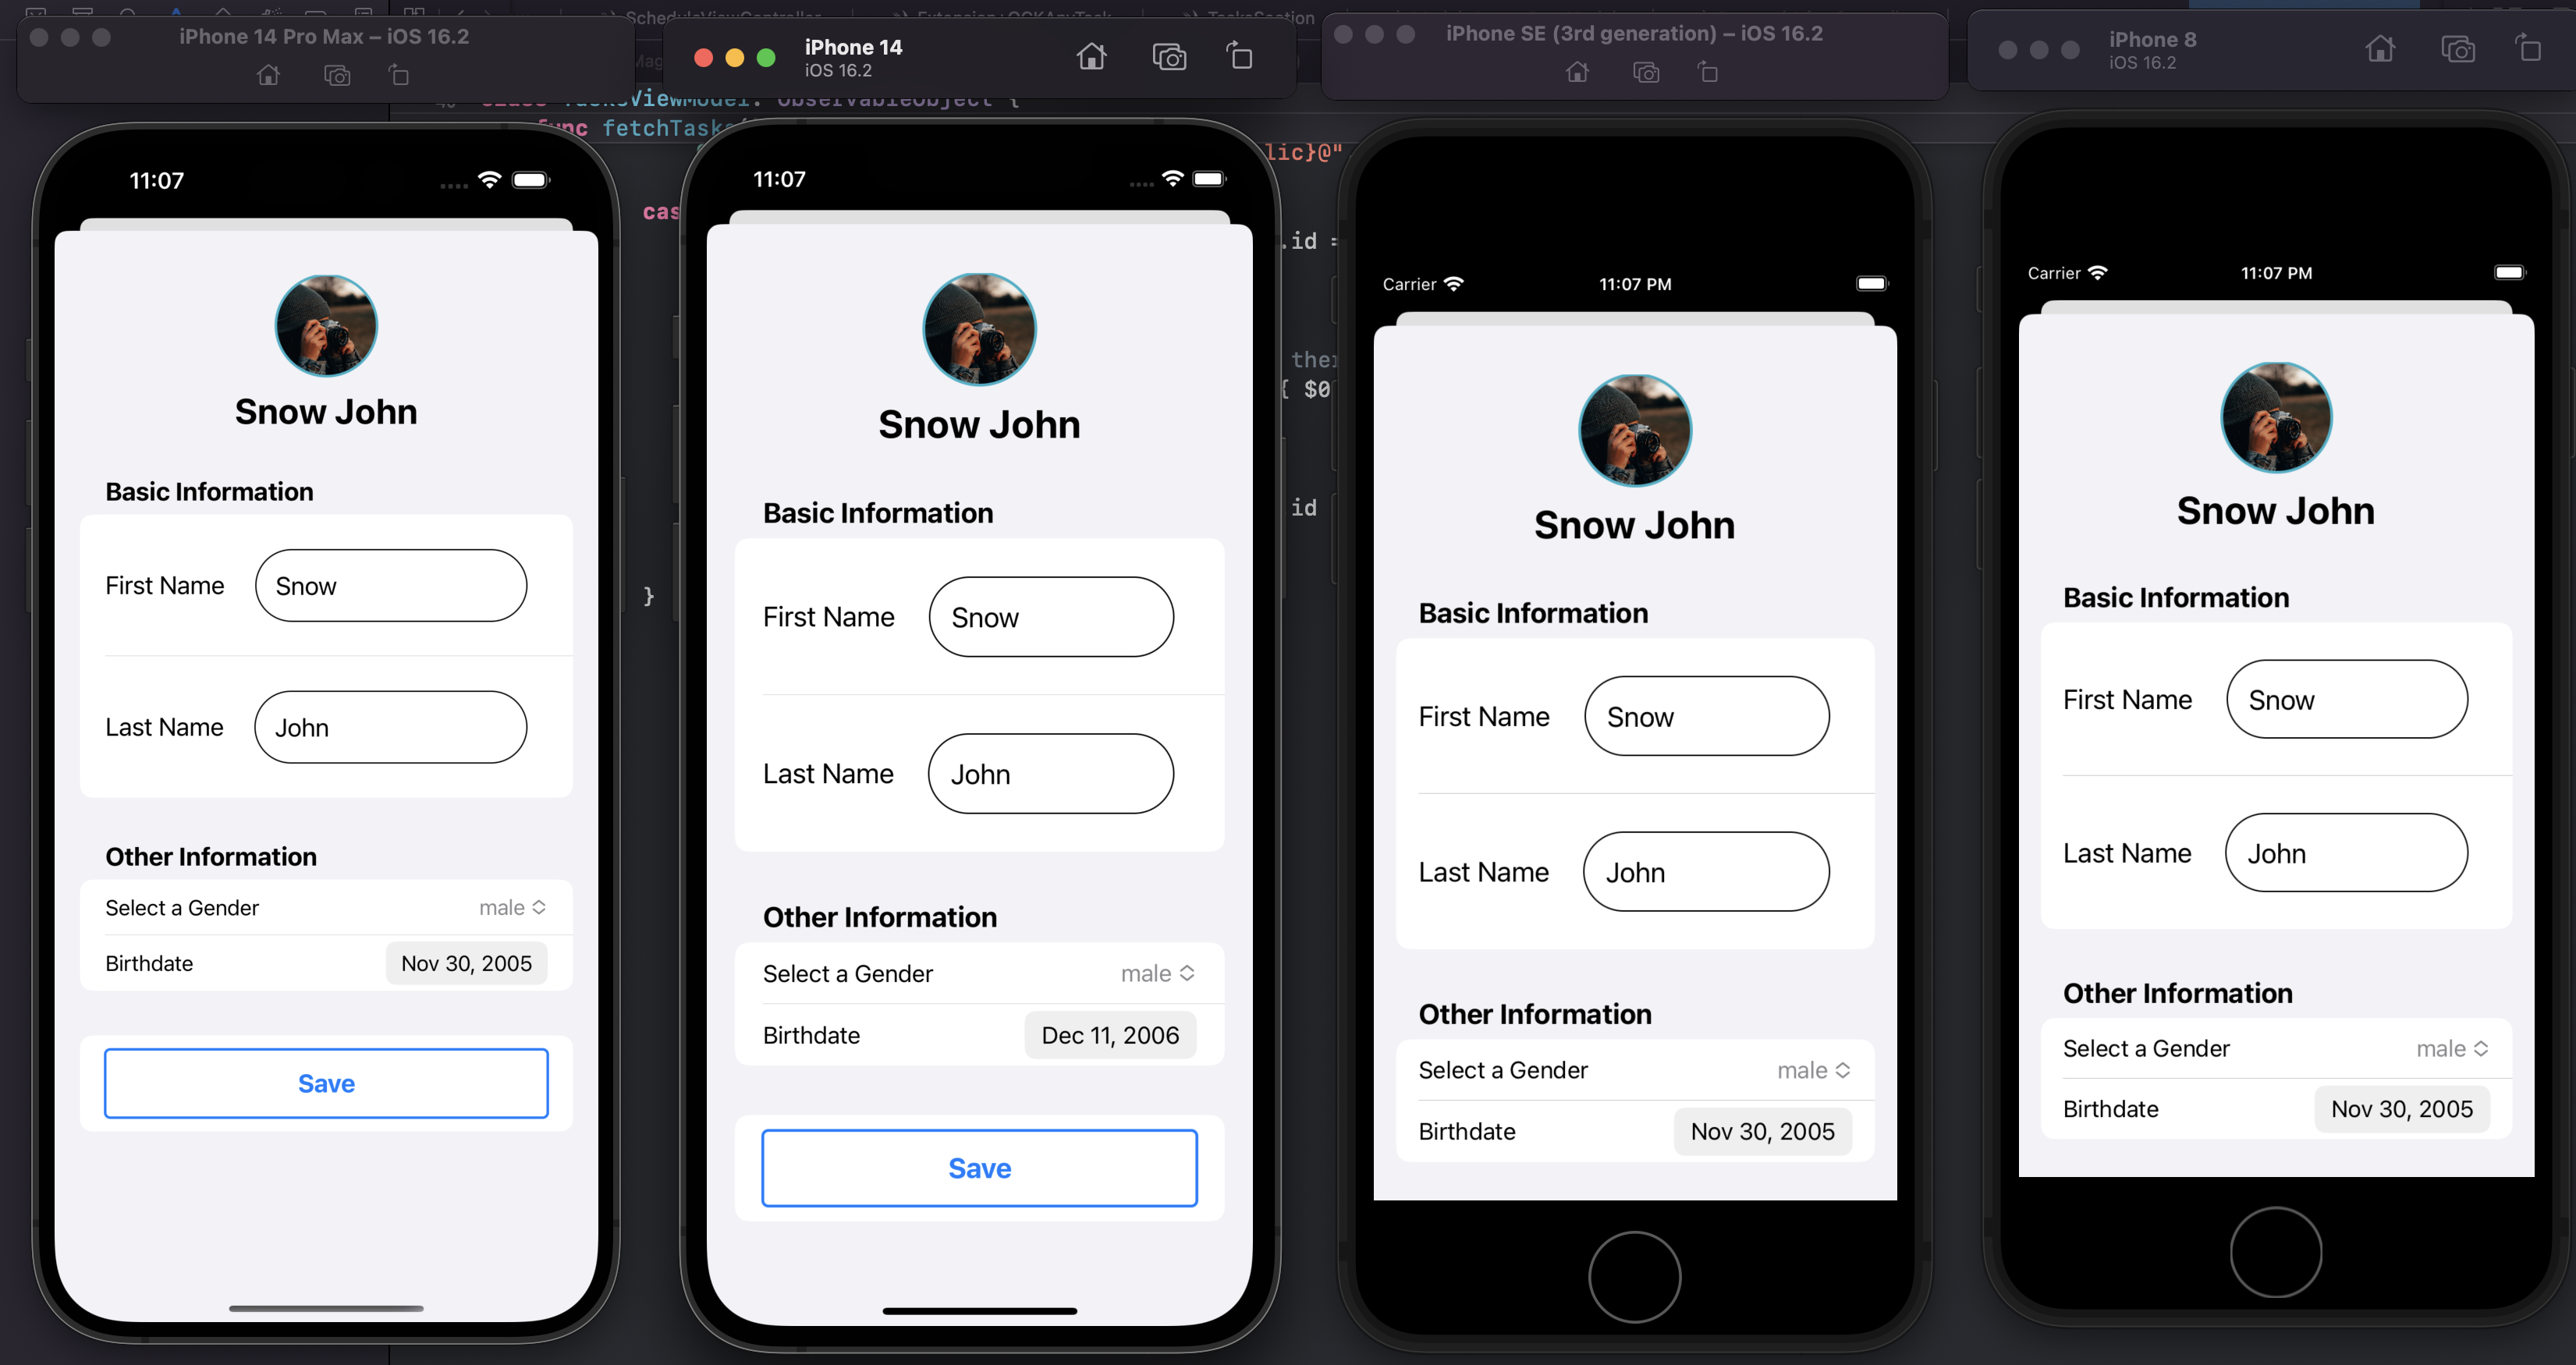 iPhone 14 Pro Max – iOS 16.2
11:07
Snow John
Basic Information
First Name
Snow
Last Name
John
Other Information
Select a Gender
male
Birthdate
Nov 30, 2005
Save
iPhone 14
iOS 16.2
func fetchTask
11:07
Snow John
Basic Information
First Name
Snow
Last Name
John
Other Information
Select a Gender
male
Birthdate
Dec 11, 2006
Save
cas
}
lic}@"
.id =
{ $0
id
iPhone SE (3rd generation) – iOS 16.2
Carrier
11:07 PM
Snow John
Basic Information
First Name
Snow
Last Name
John
Other Information
Select a Gender
male
Birthdate
Nov 30, 2005
iPhone 8
iOS 16.2
Carrier
11:07 PM
Snow John
Basic Information
First Name
Snow
Last Name
John
Other Information
Select a Gender
male
Birthdate
Nov 30, 2005